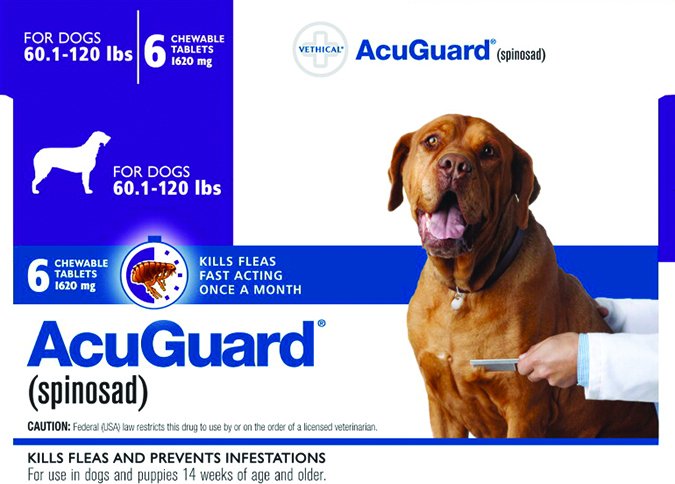 FOR DOGS
60.1-120 lbs
6 CHEWABLE
TABLETS
1620 mg
VETHICAL®
AcuGuard® (spinosad)
FOR DOGS
60.1-120 lbs
6 CHEWABLE
TABLETS
1620 mg
KILLS FLEAS
FAST ACTING
ONCE A MONTH
AcuGuard®
(spinosad)
CAUTION: Federal (USA) law restricts this drug to use by or on the order of a licensed veterinarian.
KILLS FLEAS AND PREVENTS INFESTATIONS
For use in dogs and puppies 14 weeks of age and older.